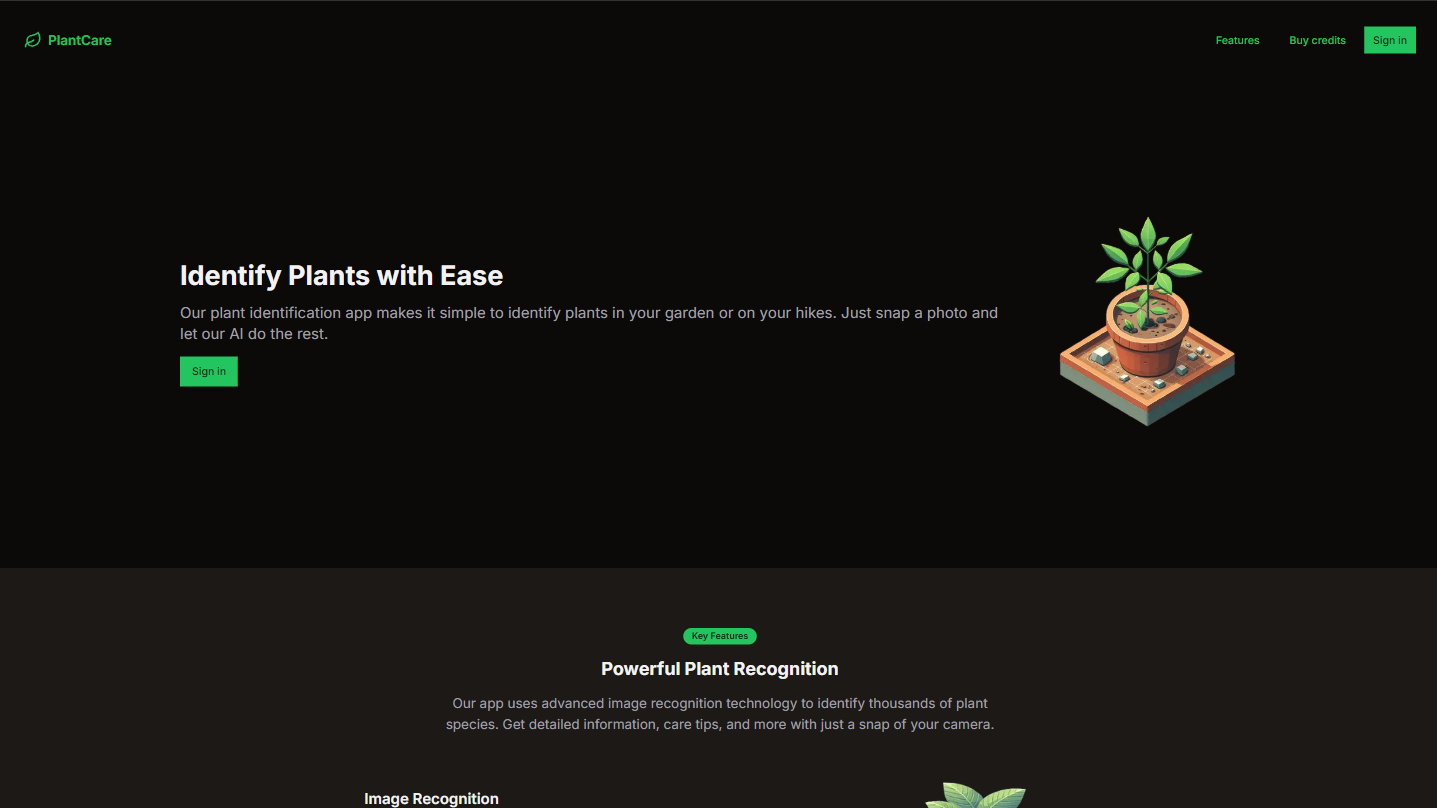 PlantCare
Features
Buy credits
Sign in
Identify Plants with Ease
Our plant identification app makes it simple to identify plants in your garden or on your hikes. Just snap a photo and
let our AI do the rest.
Sign in
Key Features
Powerful Plant Recognition
Our app uses advanced image recognition technology to identify thousands of plant
species. Get detailed information, care tips, and more with just a snap of your camera.
Image Recognition